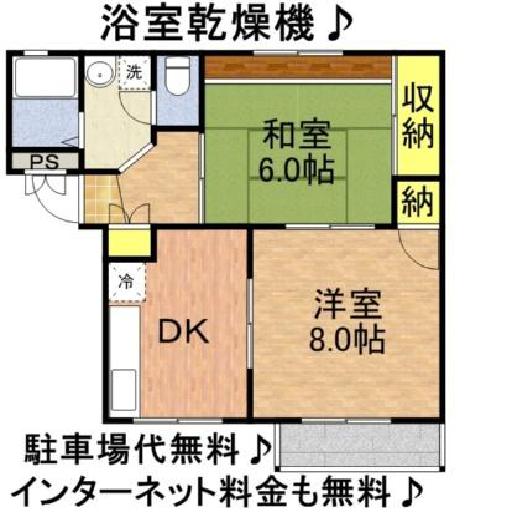 浴室乾燥機♪
洗
収納
和室
6.0帖
PS
納
冷
洋室
8.0帖
DK
駐車場代無料♪
インターネット料金も無料♪